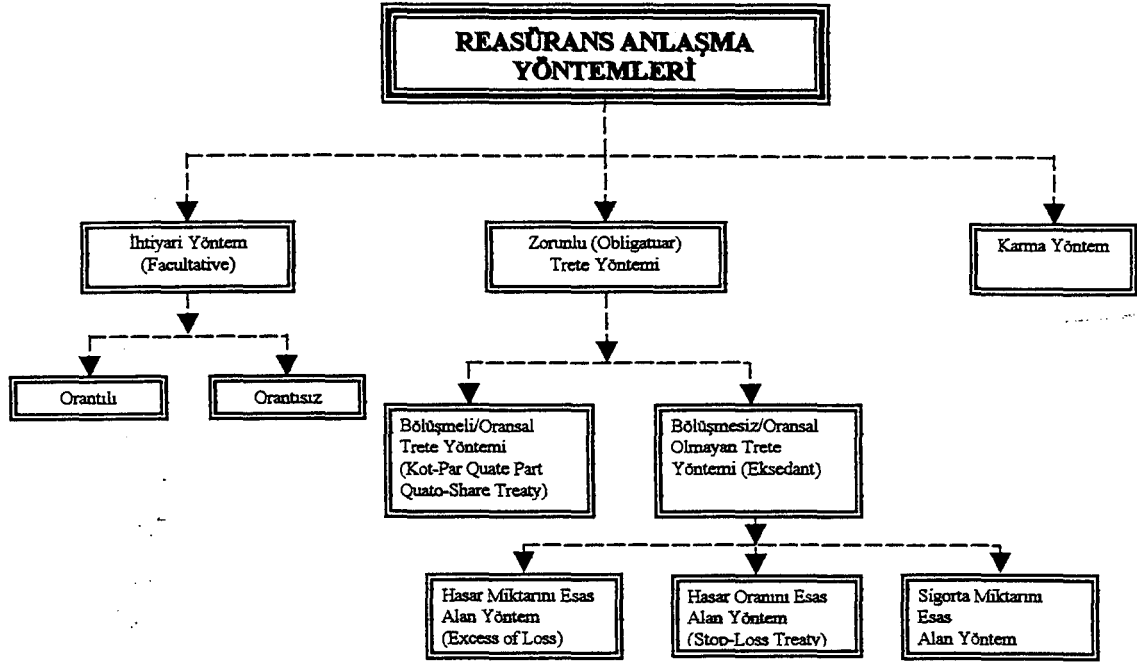 REASÜRANS ANLAŞMA
YÖNTEMLERİ
İhtiyari Yöntem
(Facultative)
Zorunlu (Obligatuar)
Trete Yöntemi
Karma Yöntem
Orantılı
Orantısız
Bölüşmeli/Oransal
Trete Yöntemi
(Kot-Par Quate Part
Quato-Share Treaty)
Bölüşmesiz/Oransal
Olmayan Trete
Yöntemi (Eksedant)
Hasar Miktarını Esas
Alan Yöntem
(Excess of Loss)
Hasar Oranını Esas
Alan Yöntem
(Stop-Loss Treaty)
Sigorta Miktarını
Esas
Alan Yöntem